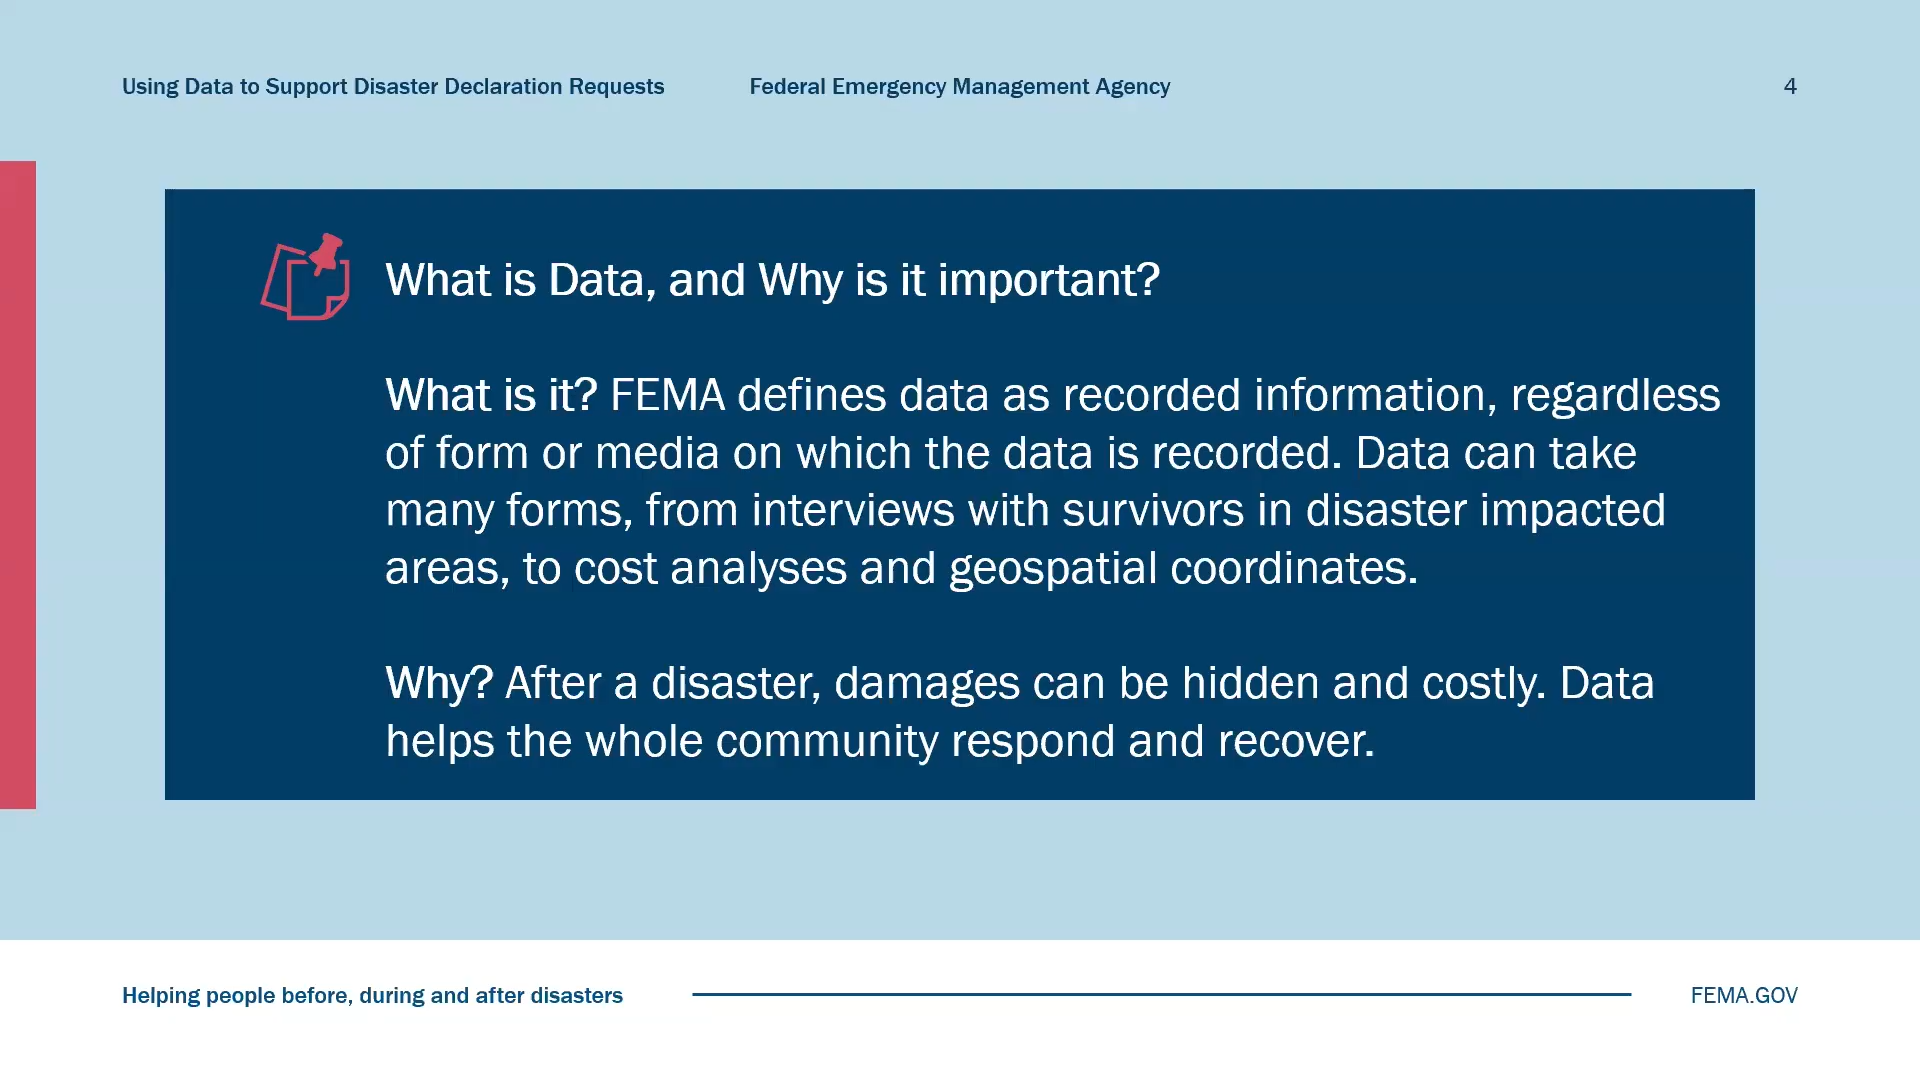 Using Data to Support Disaster Declaration Requests
Federal Emergency Management Agency
4
What is Data, and Why is it important?
What is it? FEMA defines data as recorded information, regardless
of form or media on which the data is recorded. Data can take
many forms, from interviews with survivors in disaster impacted
areas, to cost analyses and geospatial coordinates.
Why? After a disaster, damages can be hidden and costly. Data
helps the whole community respond and recover.
Helping people before, during and after disasters
FEMA.GOV